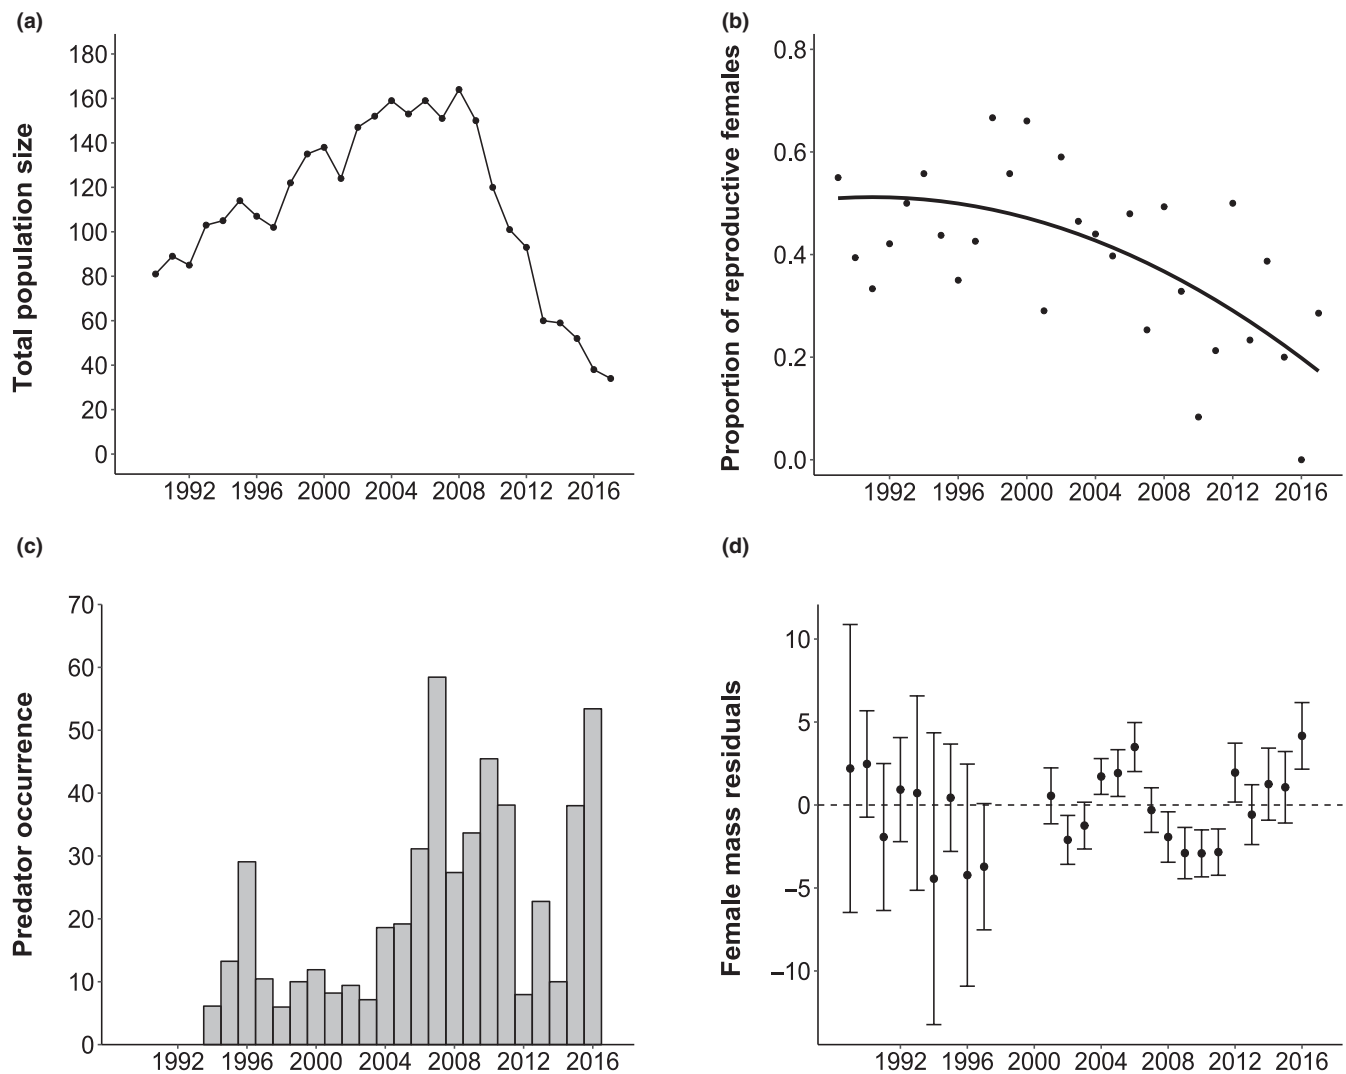 (a)
Total population size
180
160
140
120
100
80
60
40
20
0
1992 1996 2000 2004 2008 2012 2016
(b)
Proportion of reproductive females
0.8
0.6
0.4
0.2
0.0
1992 1996 2000 2004 2008 2012 2016
(c)
Predator occurrence
70
60
50
40
30
20
10
0
1992 1996 2000 2004 2008 2012 2016
(d)
Female mass residuals
10
5
0
−5
−10
1992 1996 2000 2004 2008 2012 2016